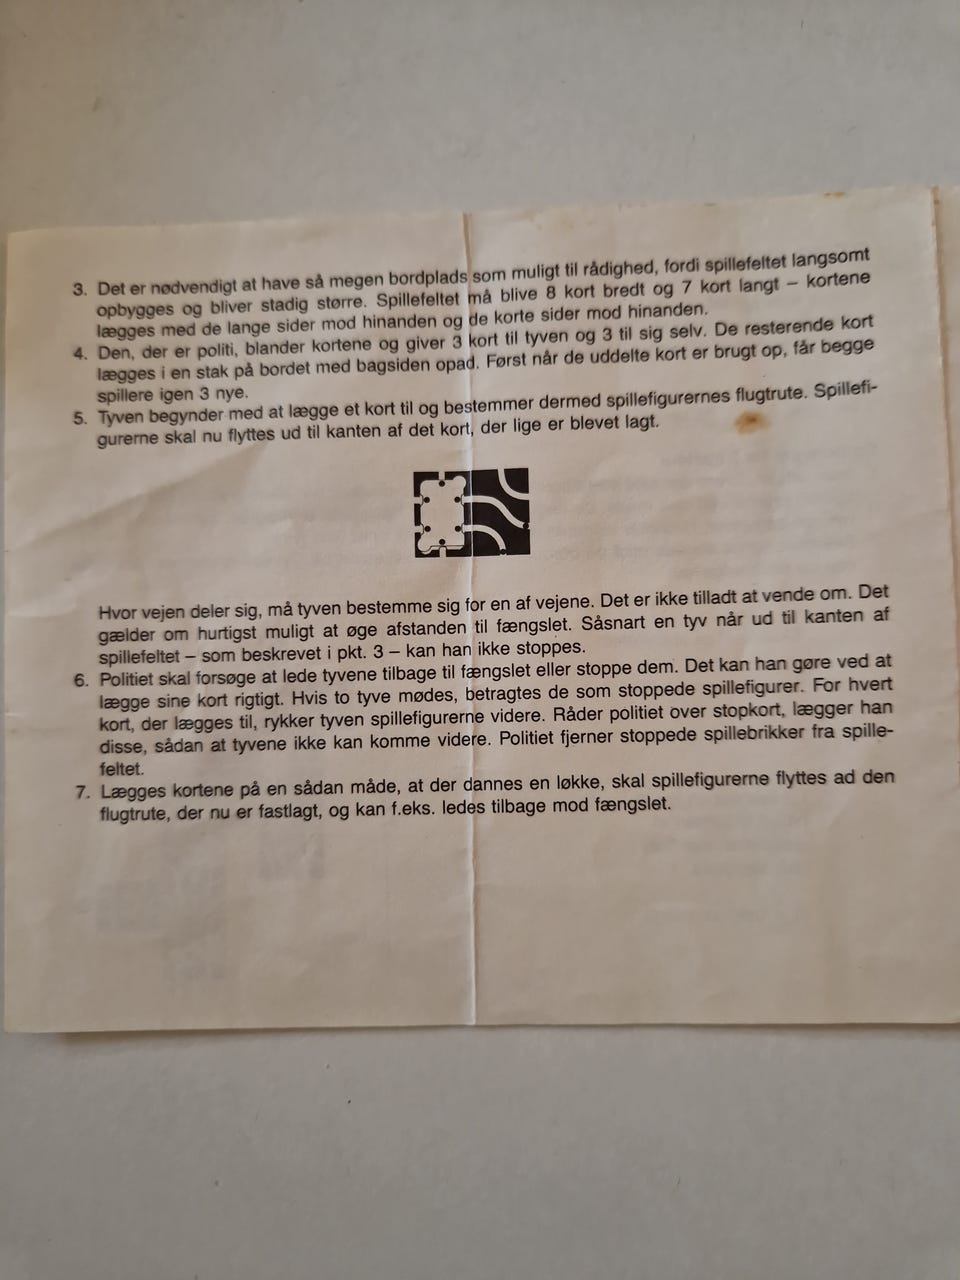 3. Det er nødvendigt at have så megen bordplads som muligt til rådighed, fordi spillefeltet langsomt
opbygges og bliver stadig større. Spillefeltet må blive 8 kort bredt og 7 kort langt – kortene
lægges med de lange sider mod hinanden og de korte sider mod hinanden.
4. Den, der er politi, blander kortene og giver 3 kort til tyven og 3 til sig selv. De resterende kort
lægges i en stak på bordet med bagsiden opad. Først når de uddelte kort er brugt op, får begge
spillere igen 3 nye.
5. Tyven begynder med at lægge et kort til og bestemmer dermed spillefigurernes flugtrute. Spillefi-
gurerne skal nu flyttes ud til kanten af det kort, der lige er blevet lagt.
Hvor vejen deler sig, må tyven bestemme sig for en af vejene. Det er ikke tilladt at vende om. Det
gælder om hurtigst muligt at øge afstanden til fængslet. Såsnart en tyv når ud til kanten af
spillefeltet – som beskrevet i pkt. 3 – kan han ikke stoppes.
6. Politiet skal forsøge at lede tyvene tilbage til fængslet eller stoppe dem. Det kan han gøre ved at
lægge sine kort rigtigt. Hvis to tyve mødes, betragtes de som stoppede spillefigurer. For hvert
kort, der lægges til, rykker tyven spillefigurerne videre. Råder politiet over stopkort, lægger han
disse, sådan at tyvene ikke kan komme videre. Politiet fjerner stoppede spillebrikker fra spille-
feltet.
7. Lægges kortene på en sådan måde, at der dannes en løkke, skal spillefigurerne flyttes ad den
flugtrute, der nu er fastlagt, og kan f.eks. ledes tilbage mod fængslet.